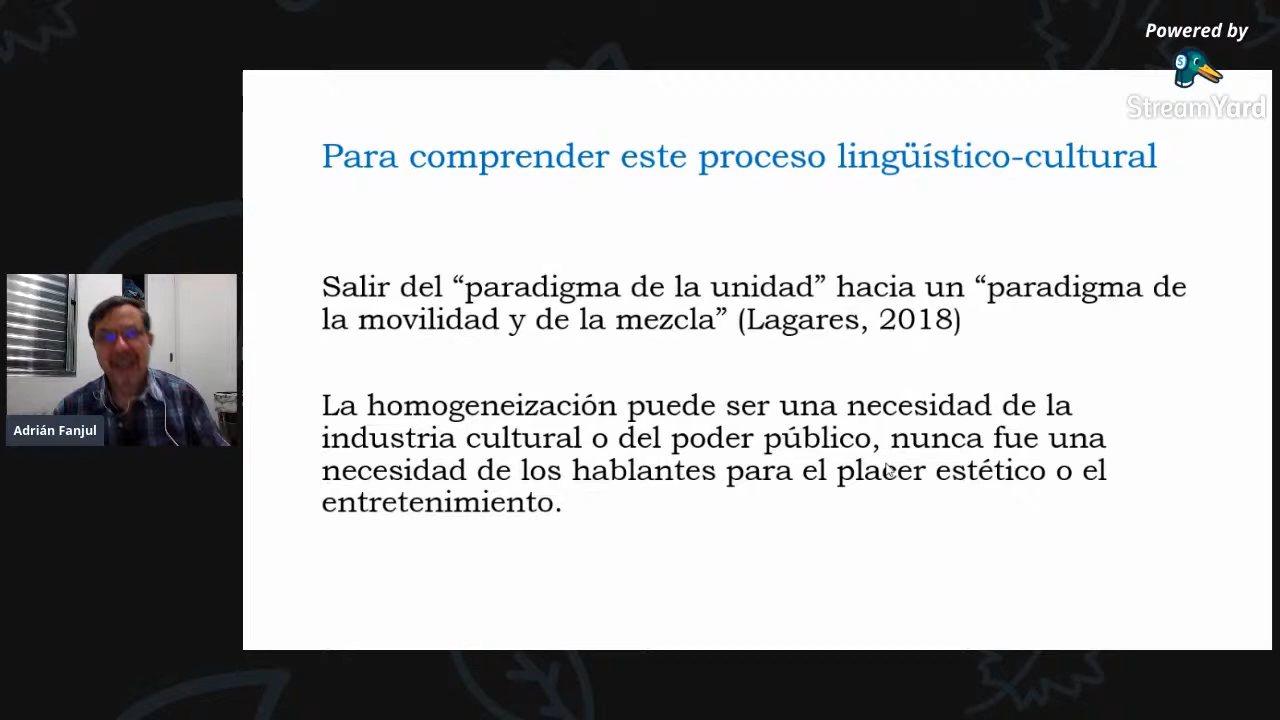 Powered by
StreamYard
Para comprender este proceso lingüístico-cultural
Salir del “paradigma de la unidad” hacia un “paradigma de
la movilidad y de la mezcla” (Lagares, 2018)
La homogeneización puede ser una necesidad de la
industria cultural o del poder público, nunca fue una
necesidad de los hablantes para el placer estético o el
entretenimiento.
Adrián Fanjul